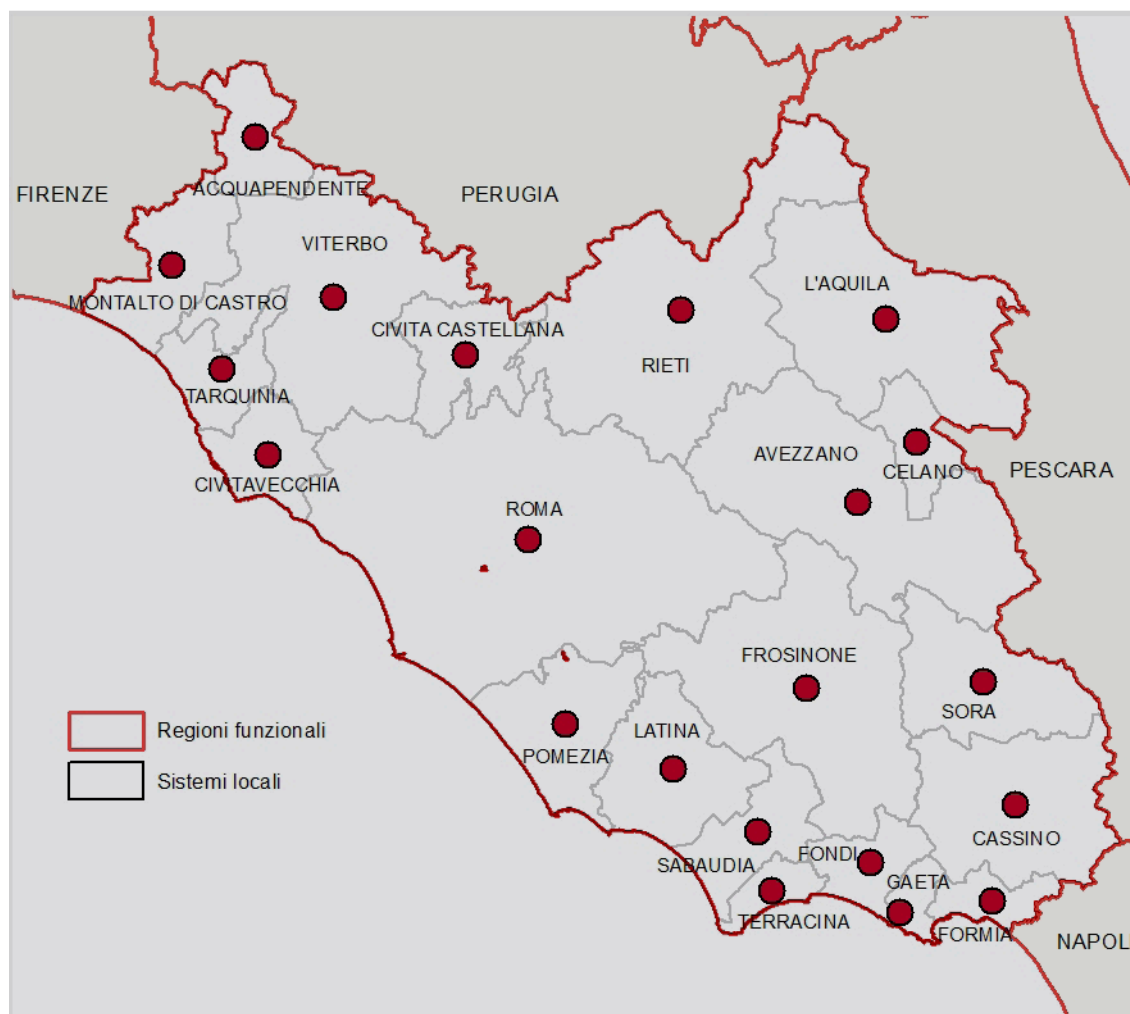 ACQUAPENDENTE
FIRENZE
PERUGIA
VITERBO
L'AQUILA
MONTALTO DI CASTRO
CIVITA CASTELLANA
RIETI
TARQUINIA
AVEZZANO
CELANO
PESCARA
CIVITAVECCHIA
ROMA
FROSINONE
SORA
Regioni funzionali
LATINA
POMEZIA
Sistemi locali
CASSINO
FONDI
SABAUDIA
GAETA
TERRACINA
FORMIA
NAPOL